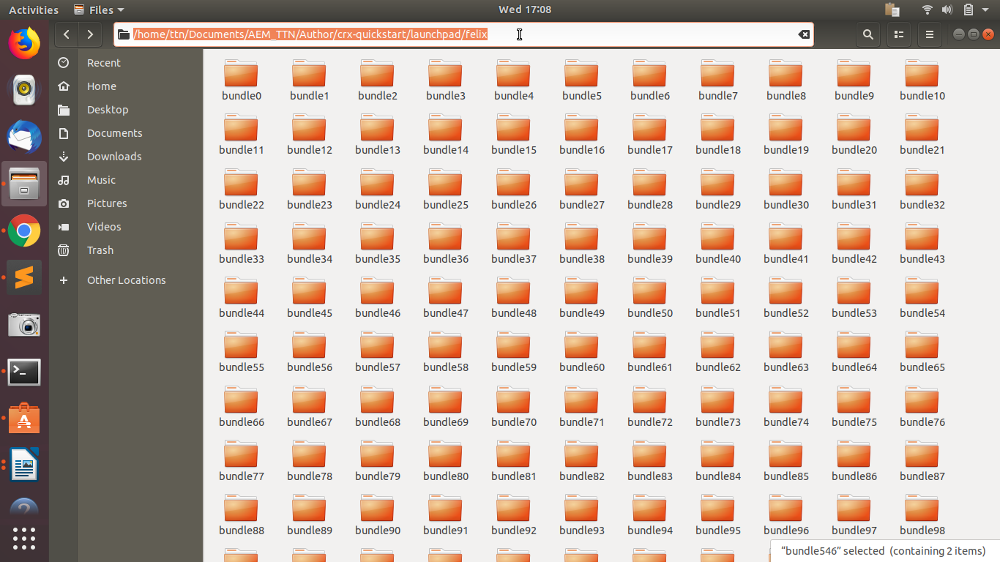 Activities Files Wed 17:08
/home/ttn/Documents/AEM_TTN/Author/crx-quickstart/launchpad/felix
Recent
Home
Desktop
Documents
Downloads
Music
Pictures
Videos
Trash
Other Locations
bundle0 bundle1 bundle2 bundle3 bundle4 bundle5 bundle6 bundle7 bundle8 bundle9 bundle10
bundle11 bundle12 bundle13 bundle14 bundle15 bundle16 bundle17 bundle18 bundle19 bundle20 bundle21
bundle22 bundle23 bundle24 bundle25 bundle26 bundle27 bundle28 bundle29 bundle30 bundle31 bundle32
bundle33 bundle34 bundle35 bundle36 bundle37 bundle38 bundle39 bundle40 bundle41 bundle42 bundle43
bundle44 bundle45 bundle46 bundle47 bundle48 bundle49 bundle50 bundle51 bundle52 bundle53 bundle54
bundle55 bundle56 bundle57 bundle58 bundle59 bundle60 bundle61 bundle62 bundle63 bundle64 bundle65
bundle66 bundle67 bundle68 bundle69 bundle70 bundle71 bundle72 bundle73 bundle74 bundle75 bundle76
bundle77 bundle78 bundle79 bundle80 bundle81 bundle82 bundle83 bundle84 bundle85 bundle86 bundle87
bundle88 bundle89 bundle90 bundle91 bundle92 bundle93 bundle94 bundle95 bundle96 bundle97 bundle98
“bundle546” selected (containing 2 items)